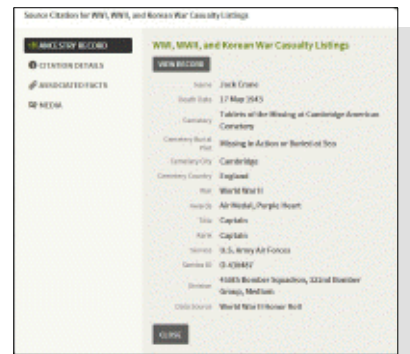 Source Citation for WWI, WWII, and Korean War Casualty Listings
ANCESTRY RECORD
CITATION DETAILS
ASSOCIATED FACTS
MEDIA
WWI, WWII, and Korean War Casualty Listings
VIEW RECORD
Name Jack Crane
Death Date 17 May 1943
Cemetery Tablets of the Missing at Cambridge American
Cemetery
Cemetery Burial
Plot Missing in Action or Buried at Sea
Cemetery City Cambridge
Cemetery Country England
War World War II
Awards Air Medal, Purple Heart
Title Captain
Rank Captain
Service U.S. Army Air Forces
Service ID
Division Bomber Squadron, 322nd Bomber
Group, Medium
Data Source World War II Honor Roll
CLOSE